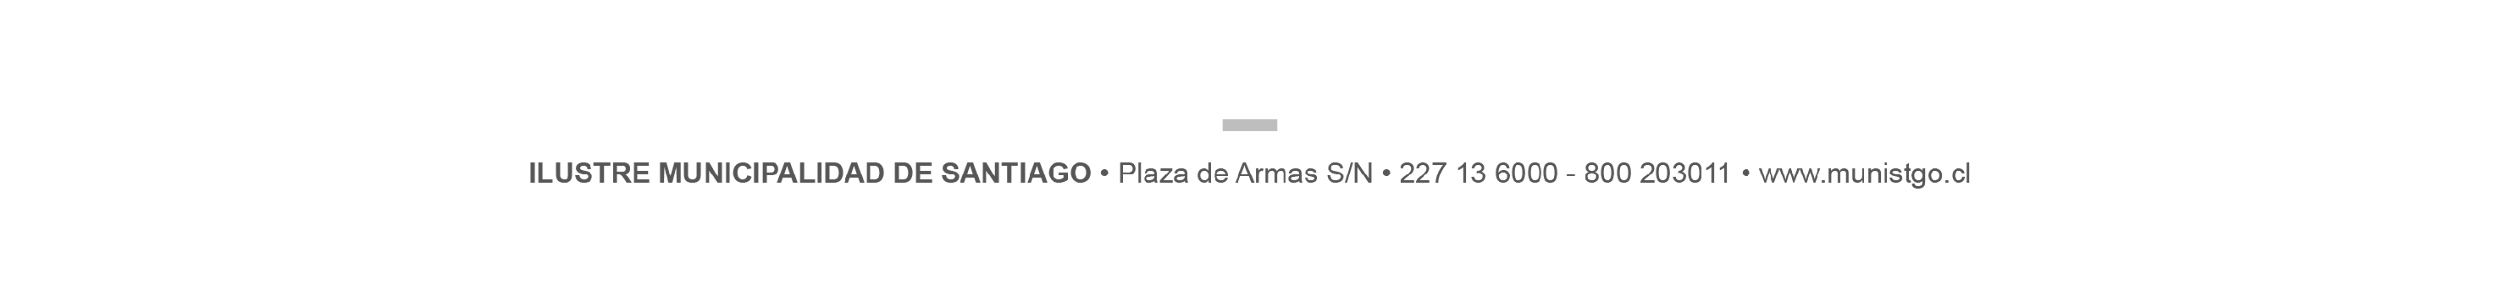 ILUSTRE MUNICIPALIDAD DE SANTIAGO • Plaza de Armas S/N • 227 13 6000 - 800 203011 • www.munistgo.cl